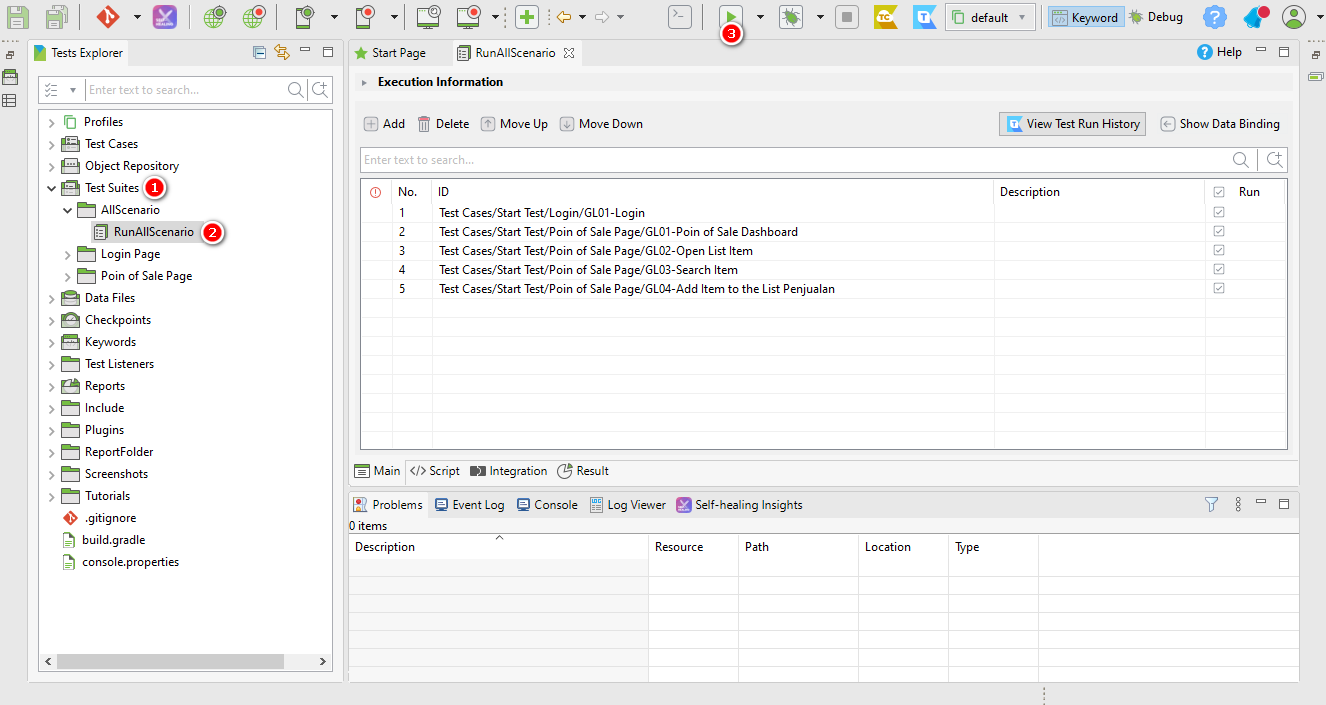 TC
default
Keyword
Debug
3
Tests Explorer
Start Page
RunAllScenario
Help
Enter text to search...
Execution Information
Profiles
Test Cases
Object Repository
Test Suites
1
AllScenario
RunAllScenario
2
Login Page
Poin of Sale Page
Data Files
Checkpoints
Keywords
Test Listeners
Reports
Include
Plugins
ReportFolder
Screenshots
Tutorials
.gitignore
build.gradle
console.properties
Add
Delete
Move Up
Move Down
View Test Run History
Show Data Binding
Enter text to search...
No. ID Description Run
1 Test Cases/Start Test/Login/GL01-Login
2 Test Cases/Start Test/Poin of Sale Page/GL01-Poin of Sale Dashboard
3 Test Cases/Start Test/Poin of Sale Page/GL02-Open List Item
4 Test Cases/Start Test/Poin of Sale Page/GL03-Search Item
5 Test Cases/Start Test/Poin of Sale Page/GL04-Add Item to the List Penjualan
Main
Script
Integration
Result
Problems
Event Log
Console
Log Viewer
Self-healing Insights
0 items
Description Resource Path Location Type